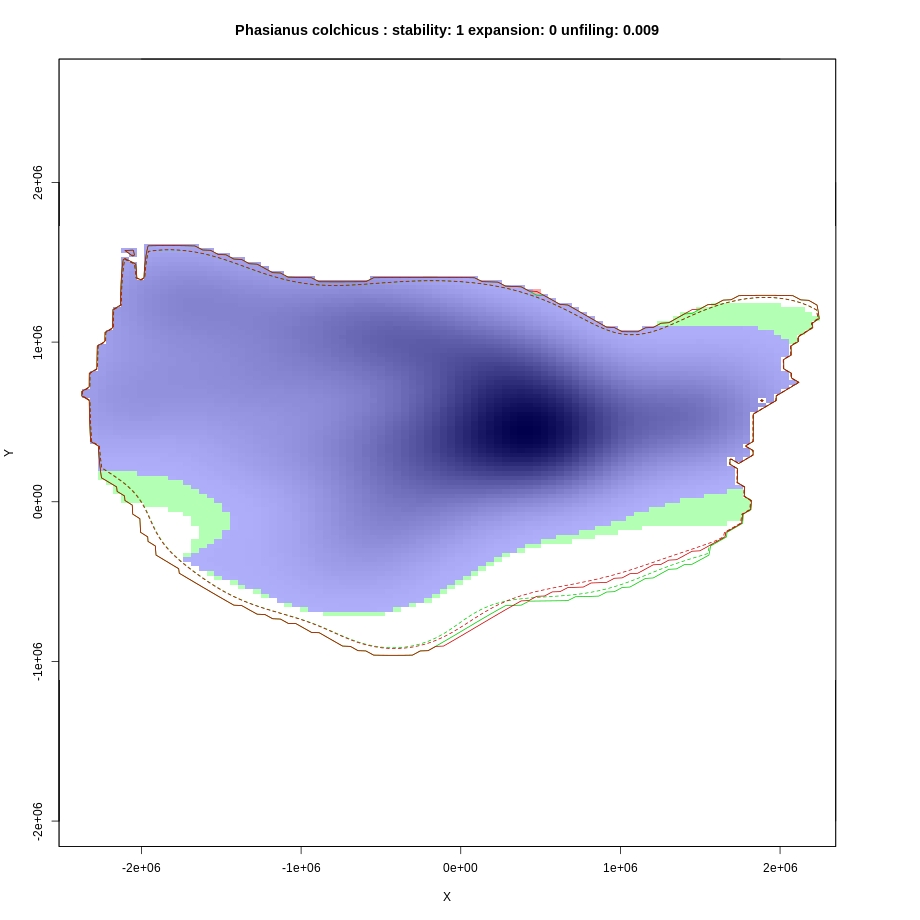 Phasianus colchicus : stability: 1 expansion: 0 unfiling: 0.009
2e+06
1e+06
0e+00
-1e+06
-2e+06
Y
-2e+06 -1e+06 0e+00 1e+06 2e+06
X